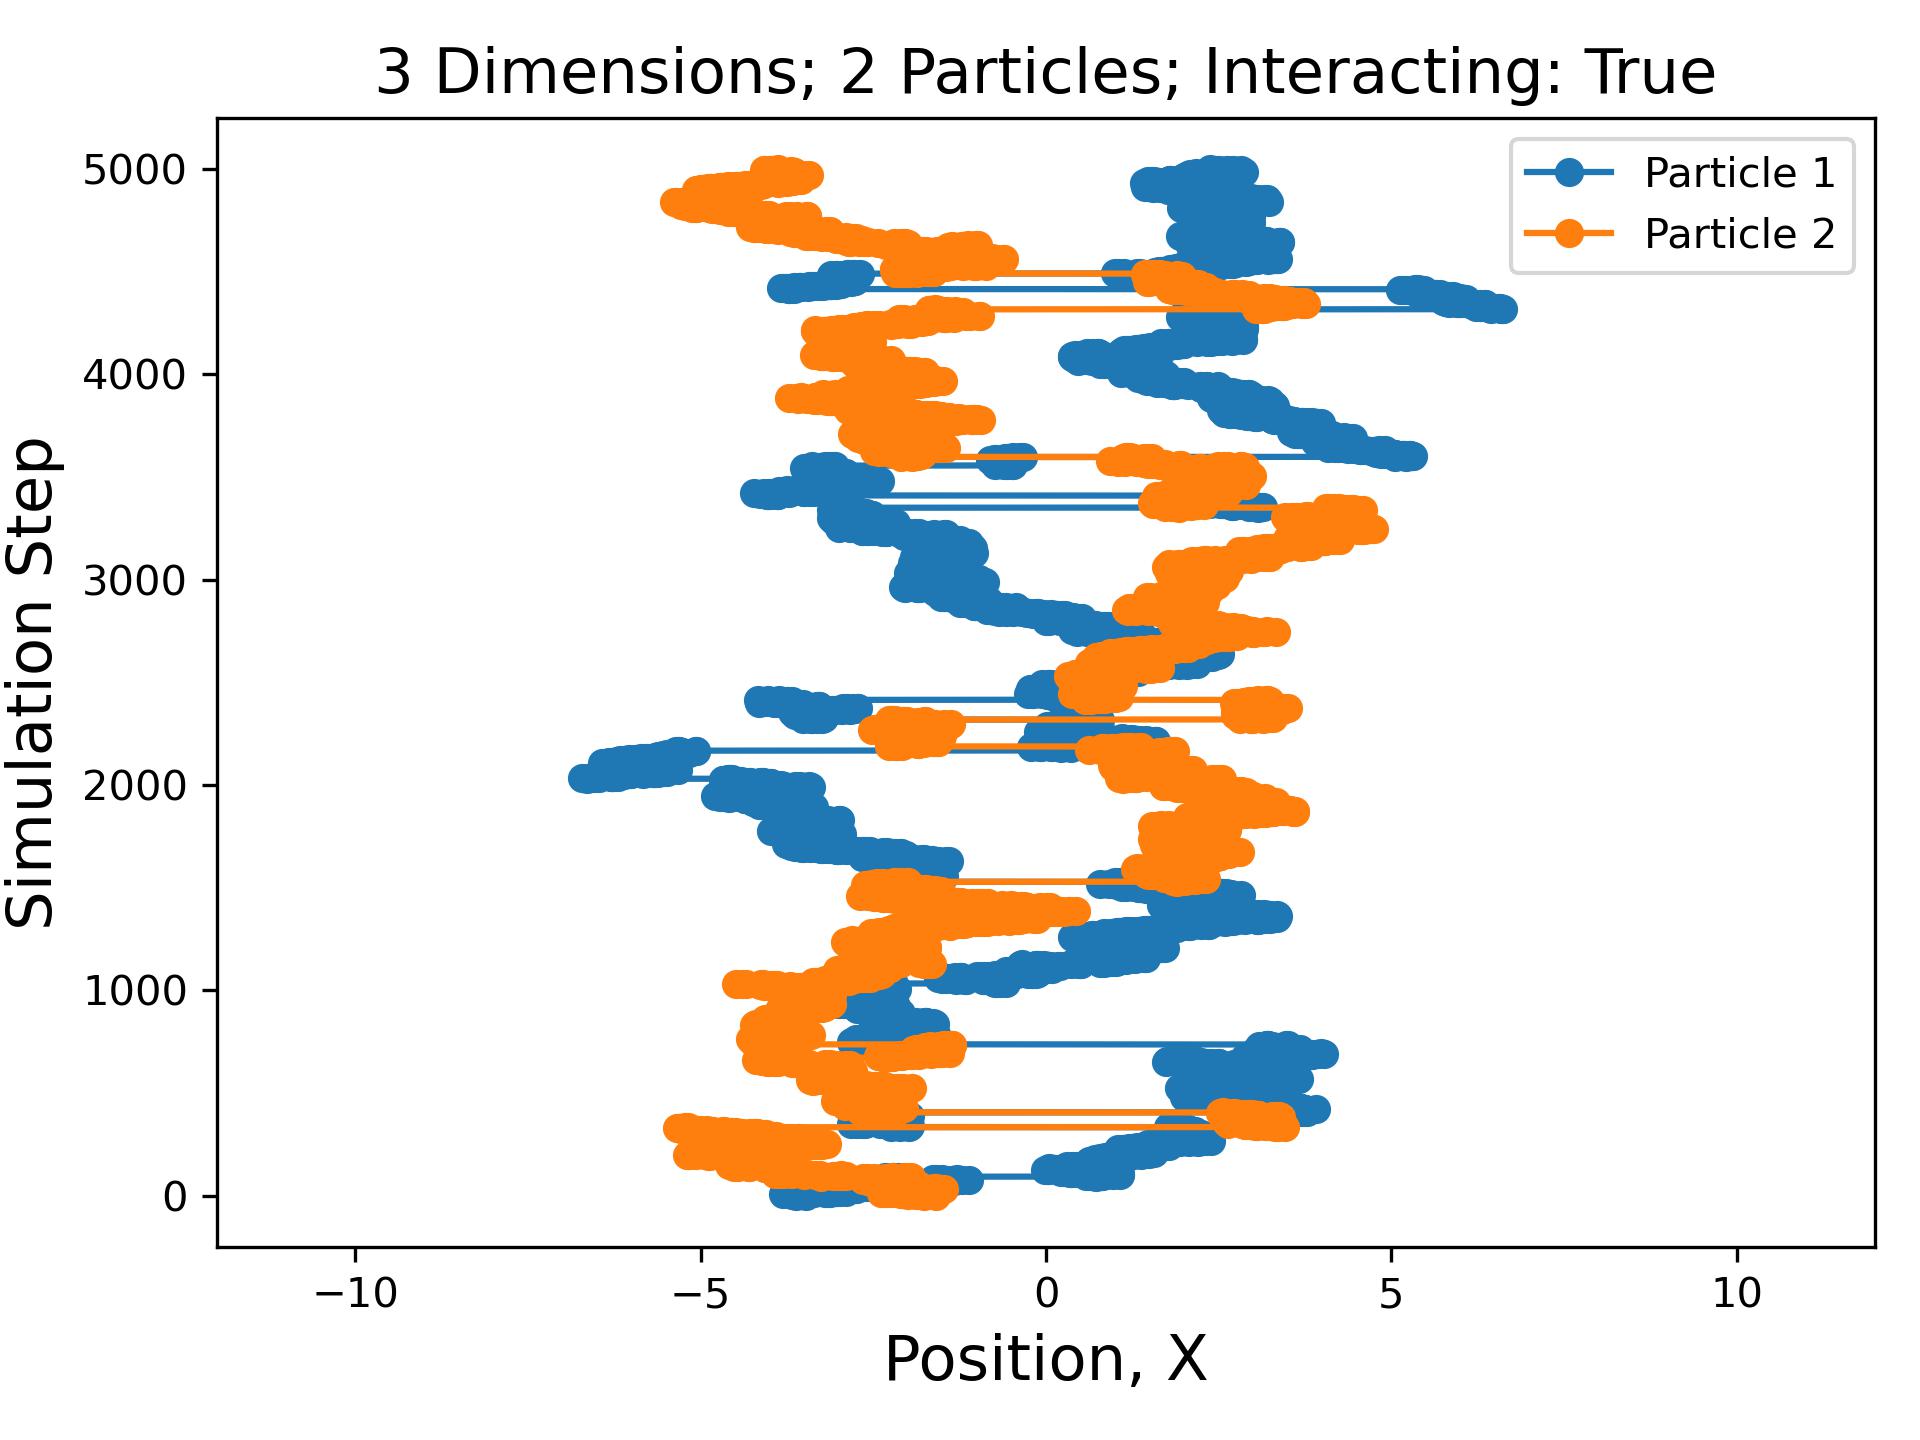 3 Dimensions; 2 Particles; Interacting: True
Particle 1
Particle 2
Simulation Step
5000
4000
3000
2000
1000
0
−10
−5
0
5
10
Position, X